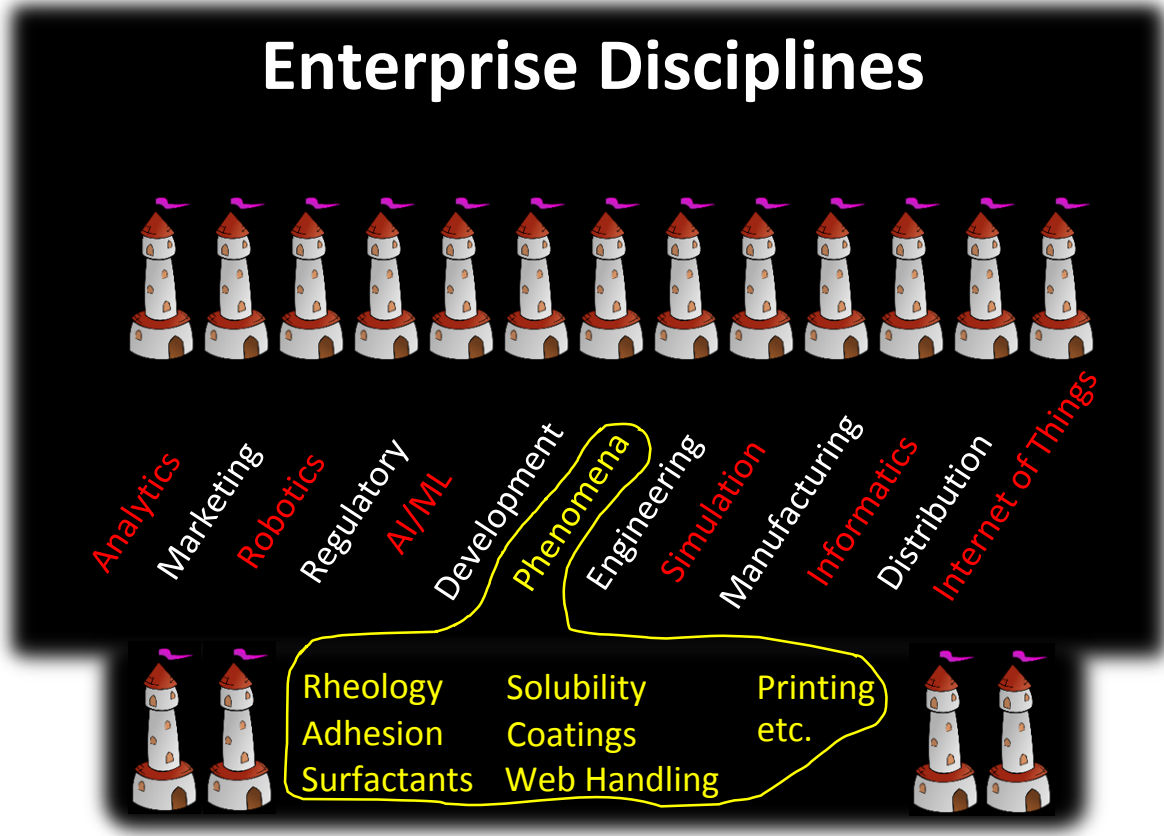 Enterprise Disciplines
Analytics
Marketing
Robotics
Regulatory
AI/ML
Development
Phenomena
Engineering
Simulation
Manufacturing
Informatics
Distribution
Internet of Things
Rheology
Adhesion
Surfactants
Solubility
Coatings
Web Handling
Printing
etc.